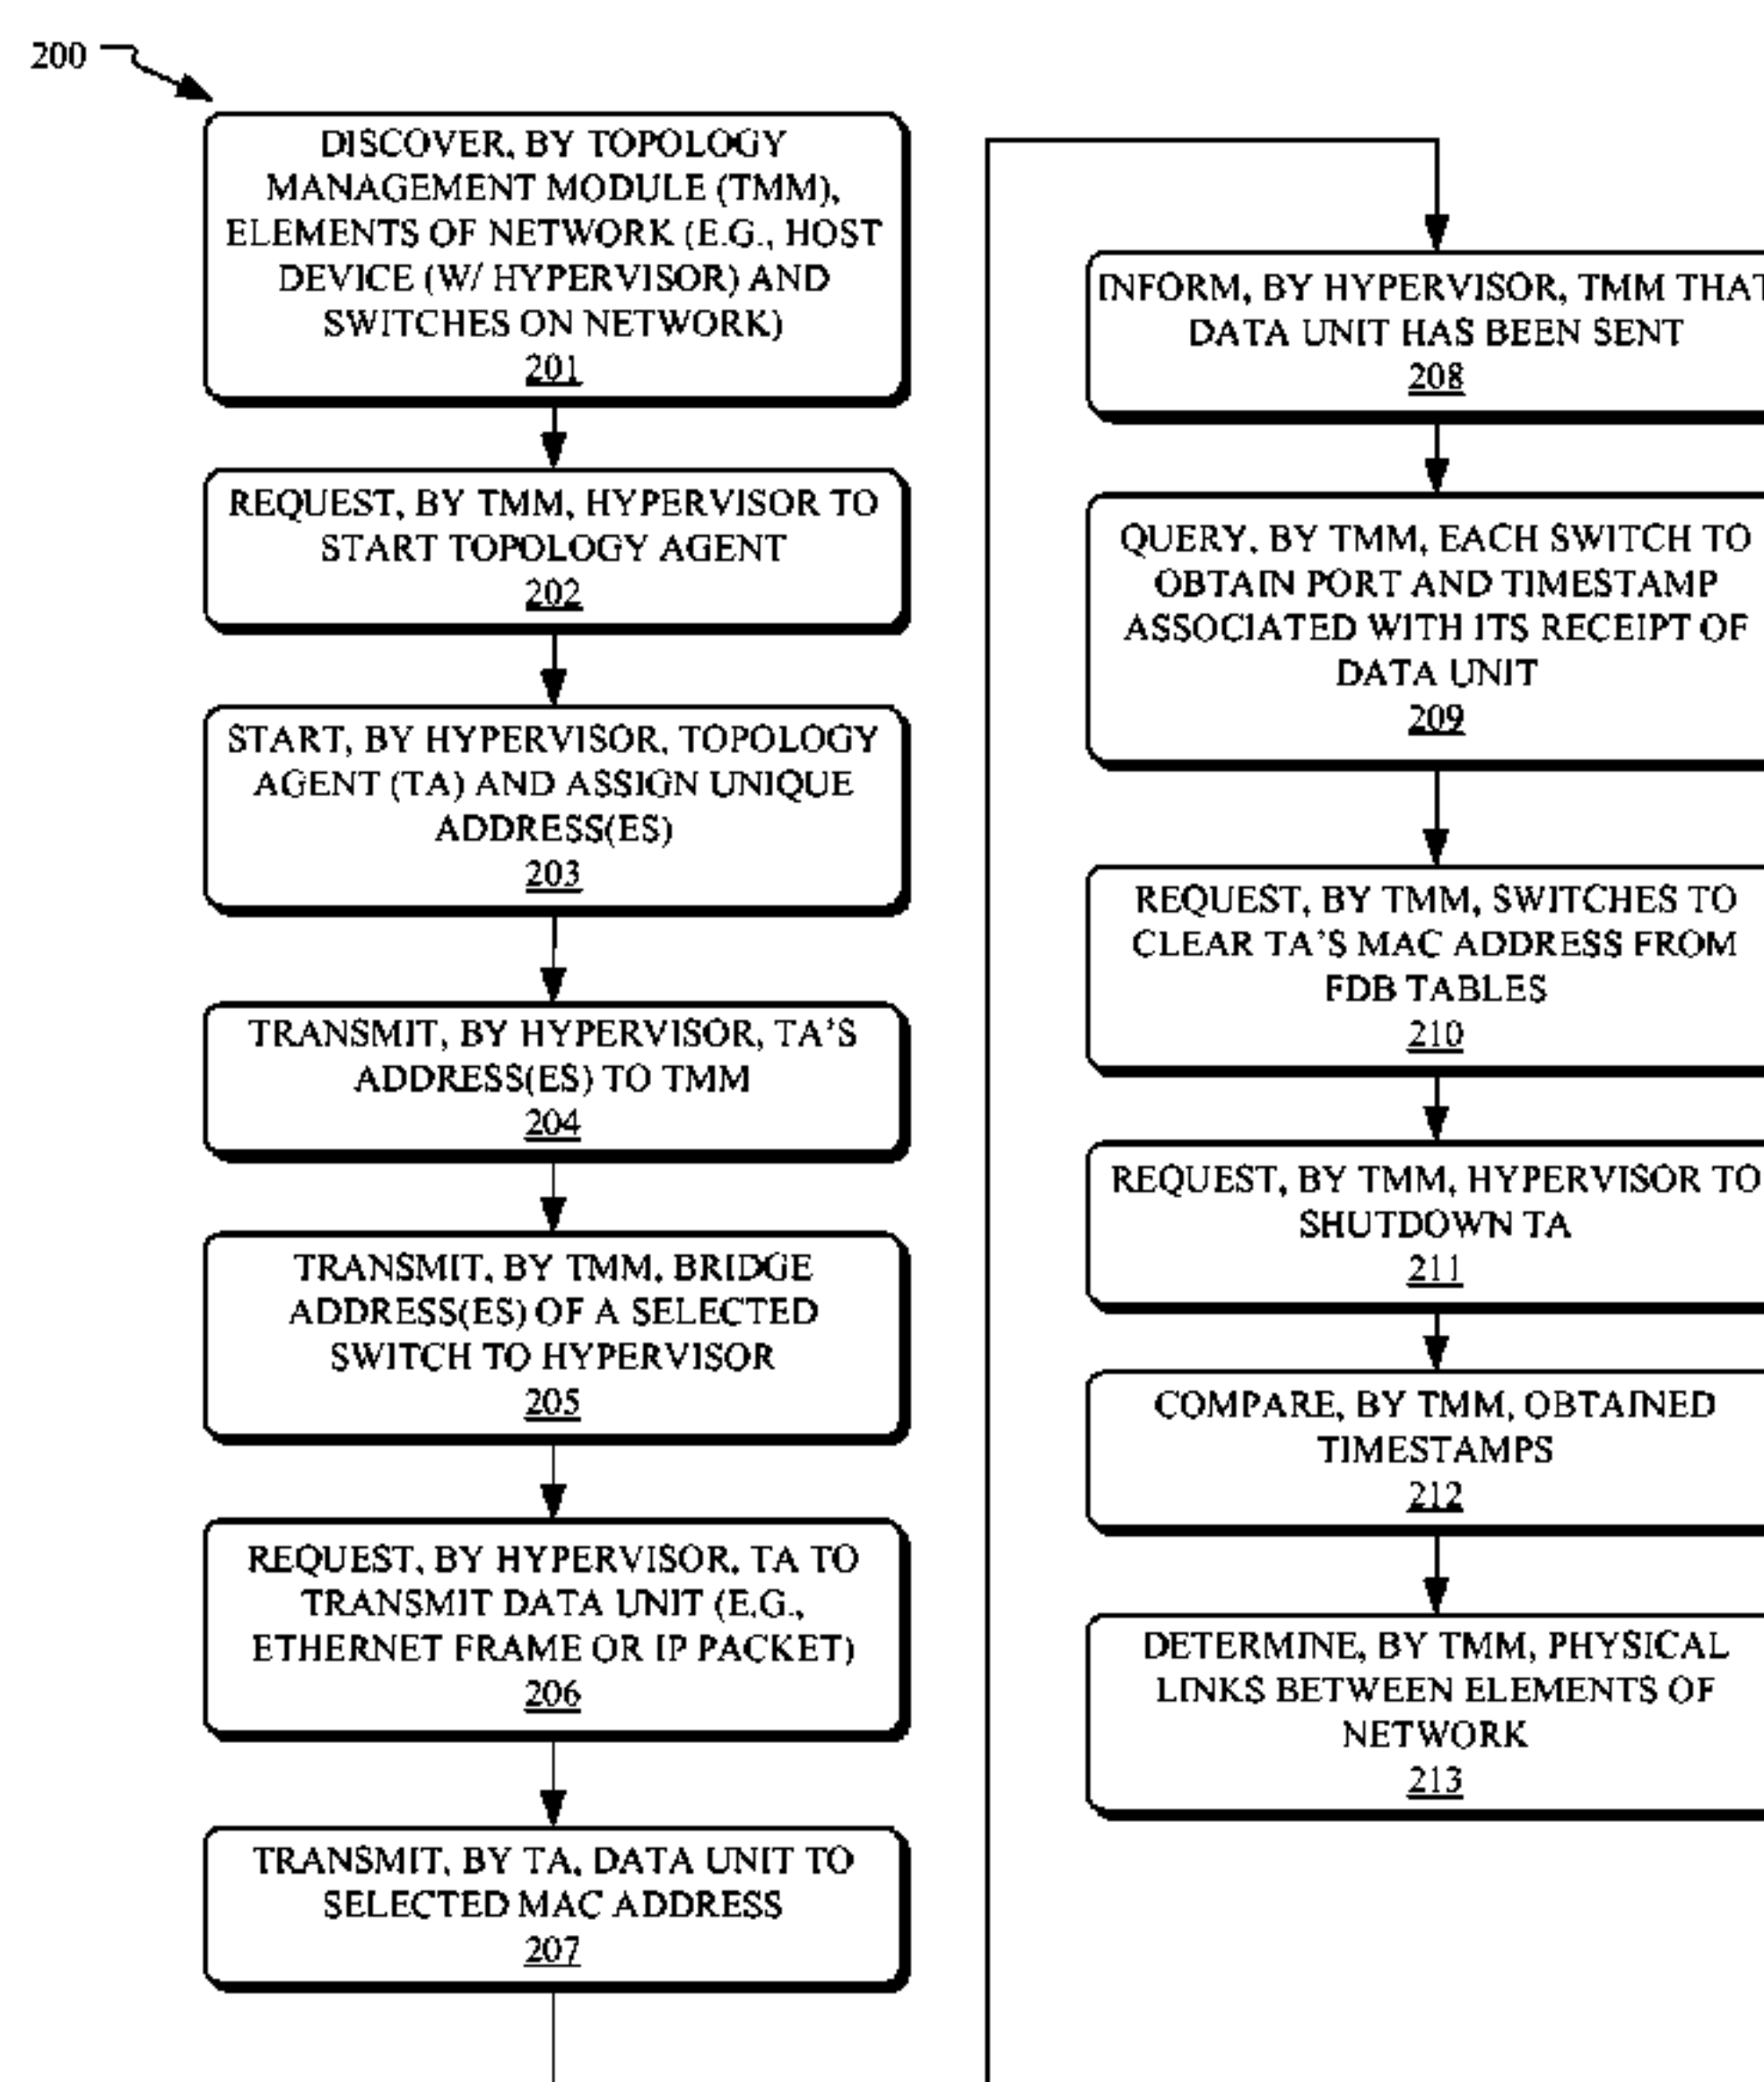 200
DISCOVER, BY TOPOLOGY
MANAGEMENT MODULE (TMM),
ELEMENTS OF NETWORK (E.G., HOST
DEVICE (W/ HYPERVISOR) AND
SWITCHES ON NETWORK)
201
REQUEST, BY TMM, HYPERVISOR TO
START TOPOLOGY AGENT
202
START, BY HYPERVISOR, TOPOLOGY
AGENT (TA) AND ASSIGN UNIQUE
ADDRESS(ES)
203
TRANSMIT, BY HYPERVISOR, TA'S
ADDRESS(ES) TO TMM
204
TRANSMIT, BY TMM, BRIDGE
ADDRESS(ES) OF A SELECTED
SWITCH TO HYPERVISOR
205
REQUEST, BY HYPERVISOR, TA TO
TRANSMIT DATA UNIT (E.G.,
ETHERNET FRAME OR IP PACKET)
206
TRANSMIT, BY TA, DATA UNIT TO
SELECTED MAC ADDRESS
207
INFORM, BY HYPERVISOR, TMM THAT
DATA UNIT HAS BEEN SENT
208
QUERY, BY TMM, EACH SWITCH TO
OBTAIN PORT AND TIMESTAMP
ASSOCIATED WITH ITS RECEIPT OF
DATA UNIT
209
REQUEST, BY TMM, SWITCHES TO
CLEAR TA'S MAC ADDRESS FROM
FDB TABLES
210
REQUEST, BY TMM, HYPERVISOR TO
SHUTDOWN TA
211
COMPARE, BY TMM, OBTAINED
TIMESTAMPS
212
DETERMINE, BY TMM, PHYSICAL
LINKS BETWEEN ELEMENTS OF
NETWORK
213